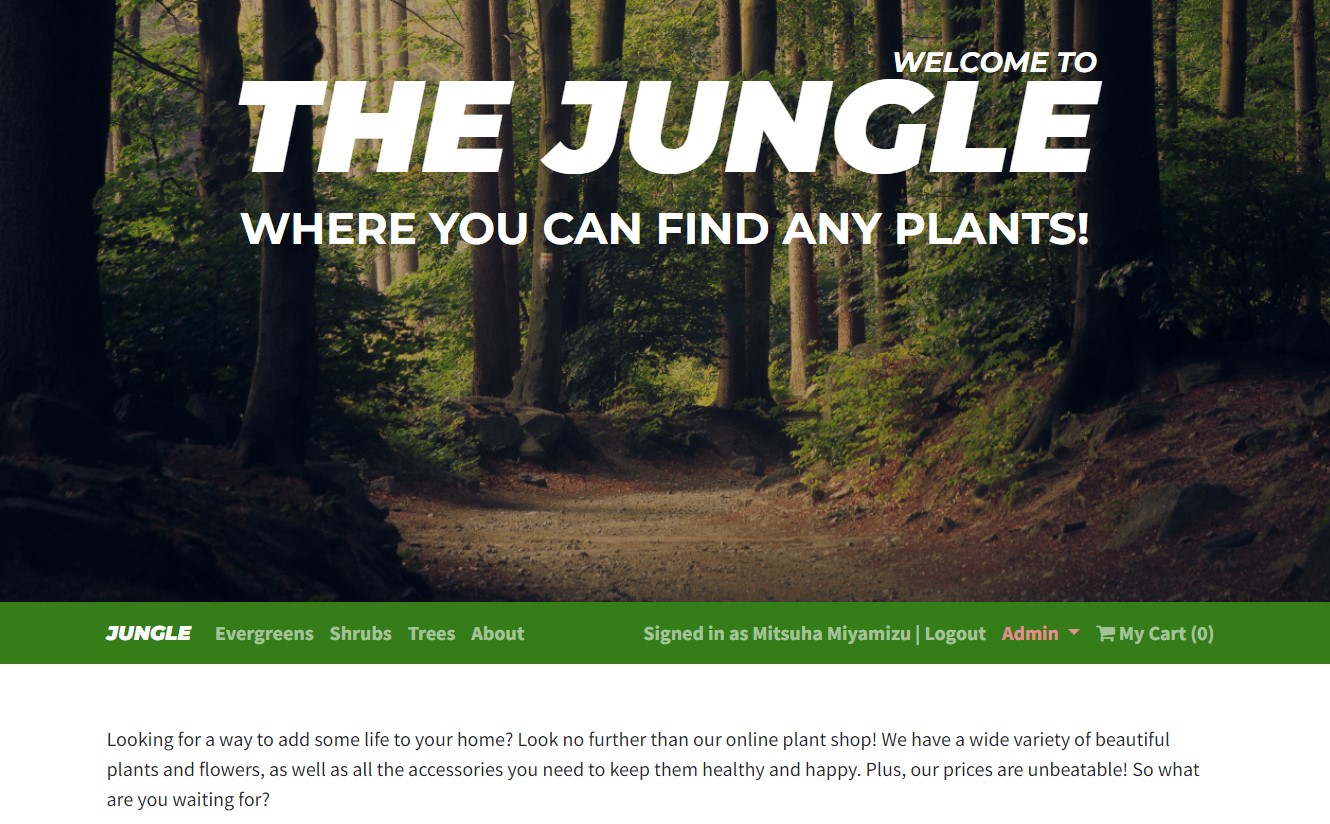 WELCOME TO
THE JUNGLE
WHERE YOU CAN FIND ANY PLANTS!
JUNGLE Evergreens Shrubs Trees About Signed in as Mitsuha Miyamizu | Logout Admin My Cart (0)
Looking for a way to add some life to your home? Look no further than our online plant shop! We have a wide variety of beautiful
plants and flowers, as well as all the accessories you need to keep them healthy and happy. Plus, our prices are unbeatable! So what
are you waiting for?